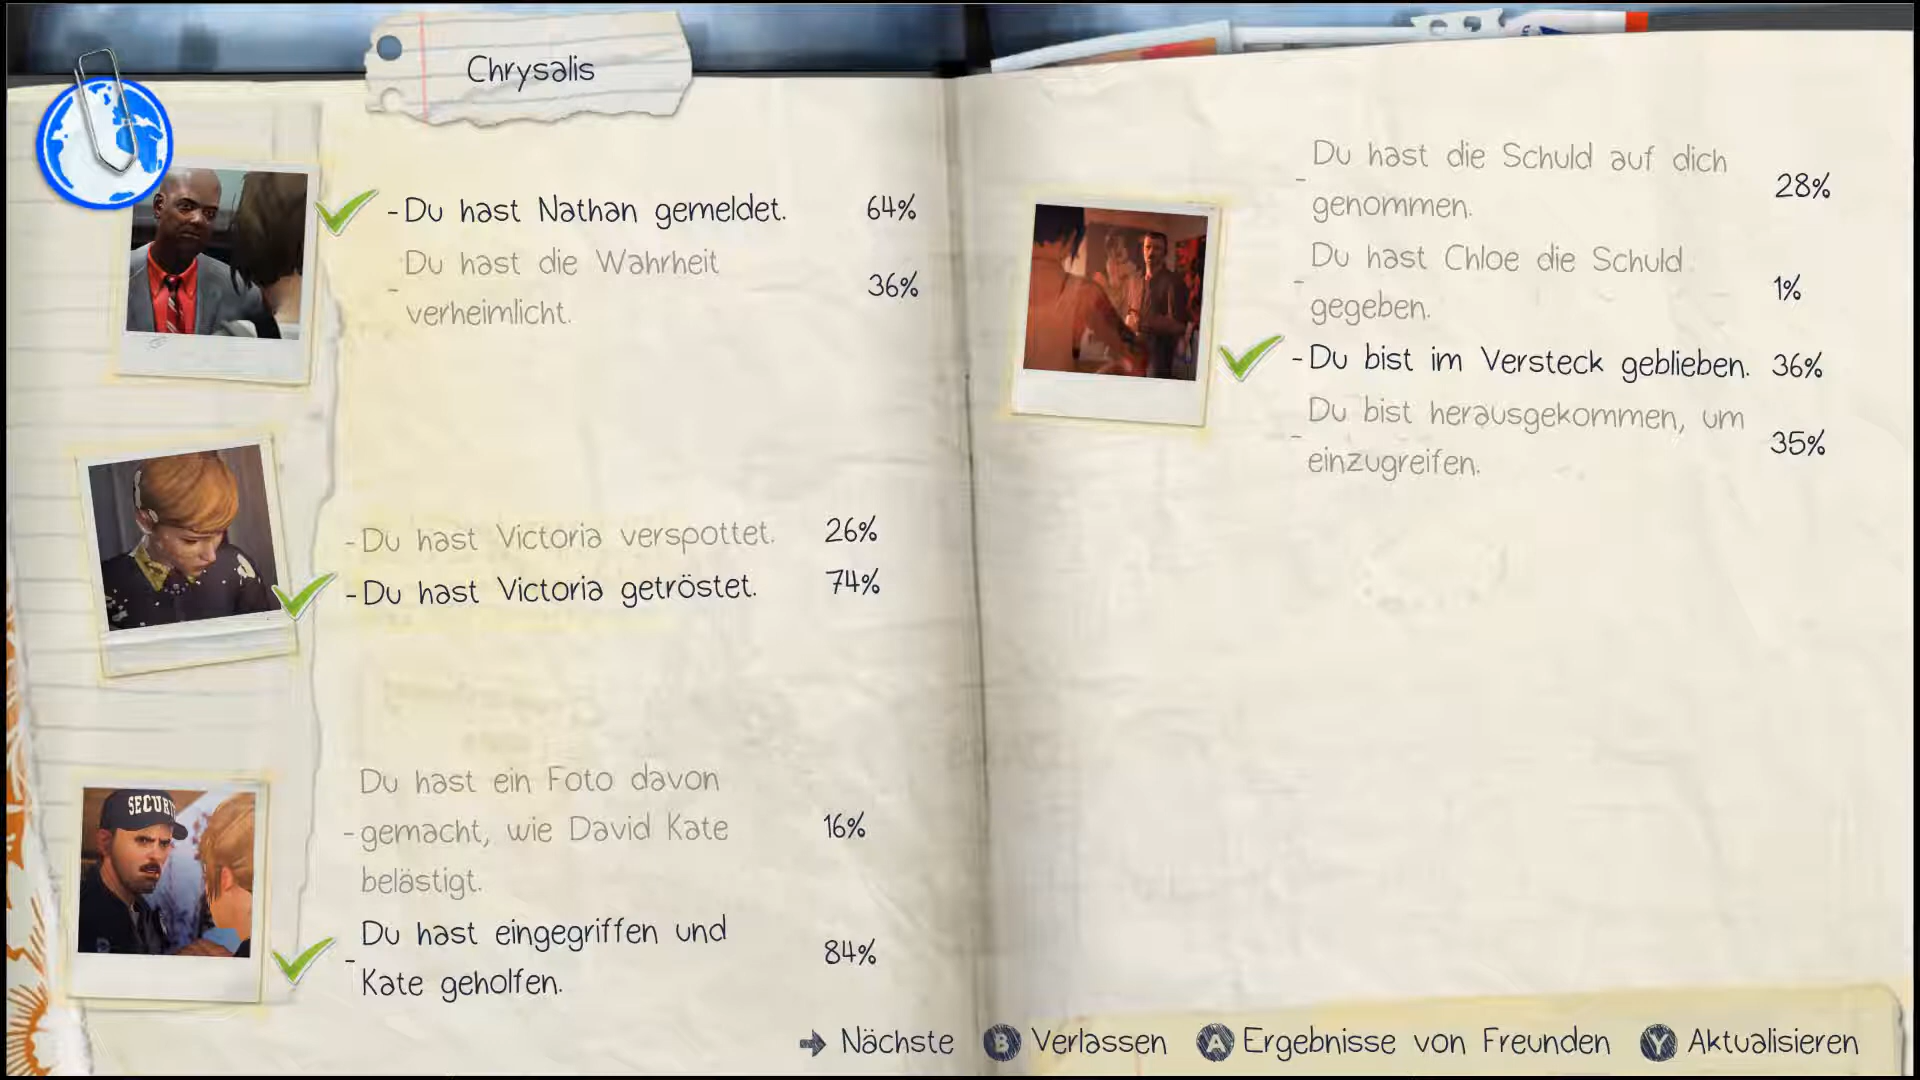 Chrysalis
- Du hast Nathan gemeldet. 64%
Du hast die Wahrheit
- 36%
verheimlicht.
- Du hast Victoria verspottet. 26%
- Du hast Victoria getröstet. 74%
Du hast ein Foto davon
- gemacht, wie David Kate 16%
belästigt.
Du hast eingegriffen und
- 84%
Kate geholfen.
Du hast die Schuld auf dich
- 28%
genommen.
Du hast Chloe die Schuld
- 1%
gegeben.
- Du bist im Versteck geblieben. 36%
Du bist herausgekommen, um
- 35%
einzugreifen.
SECURI
Nächste B Verlassen A Ergebnisse von Freunden Y Aktualisieren